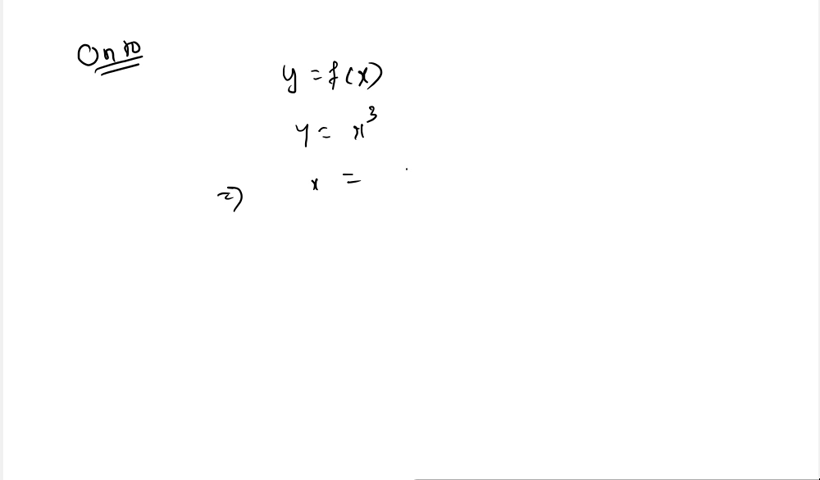 Onto
y = f(x)
y = x³
⇒ x =